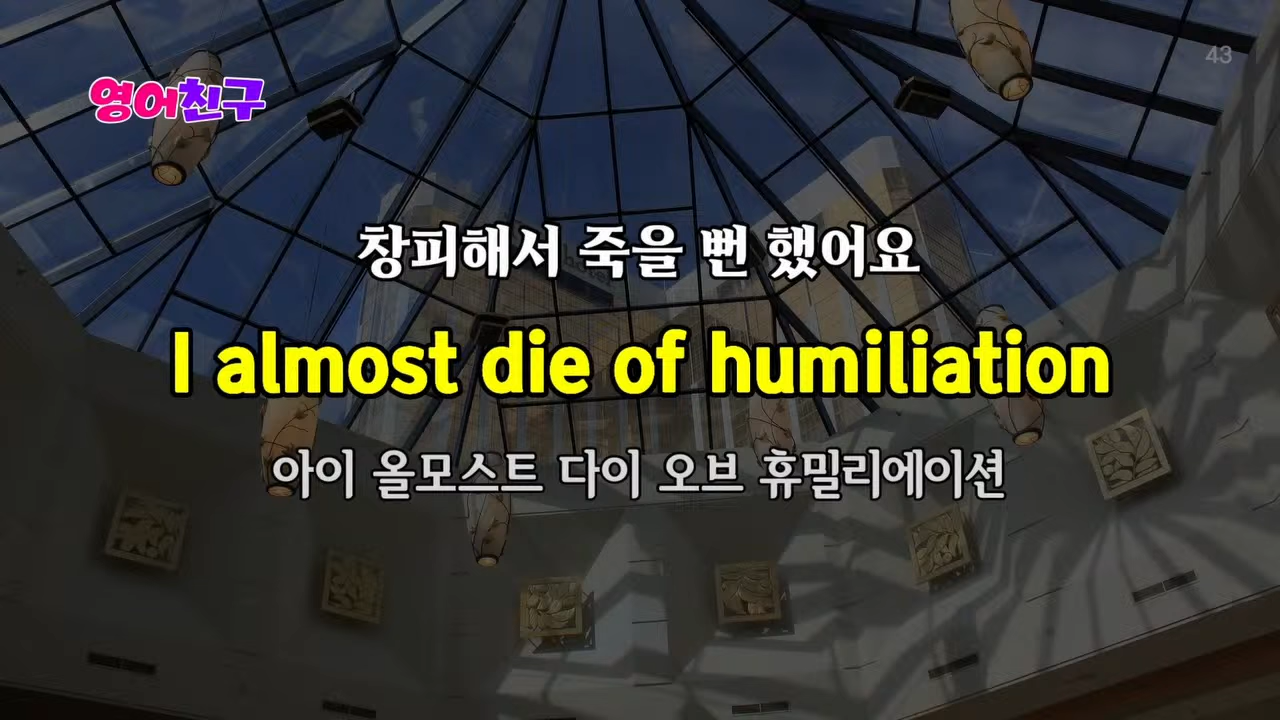 43
영어친구
창피해서 죽을 뻔 했어요
I almost die of humiliation
아이 올모스트 다이 오브 휴밀리에이션